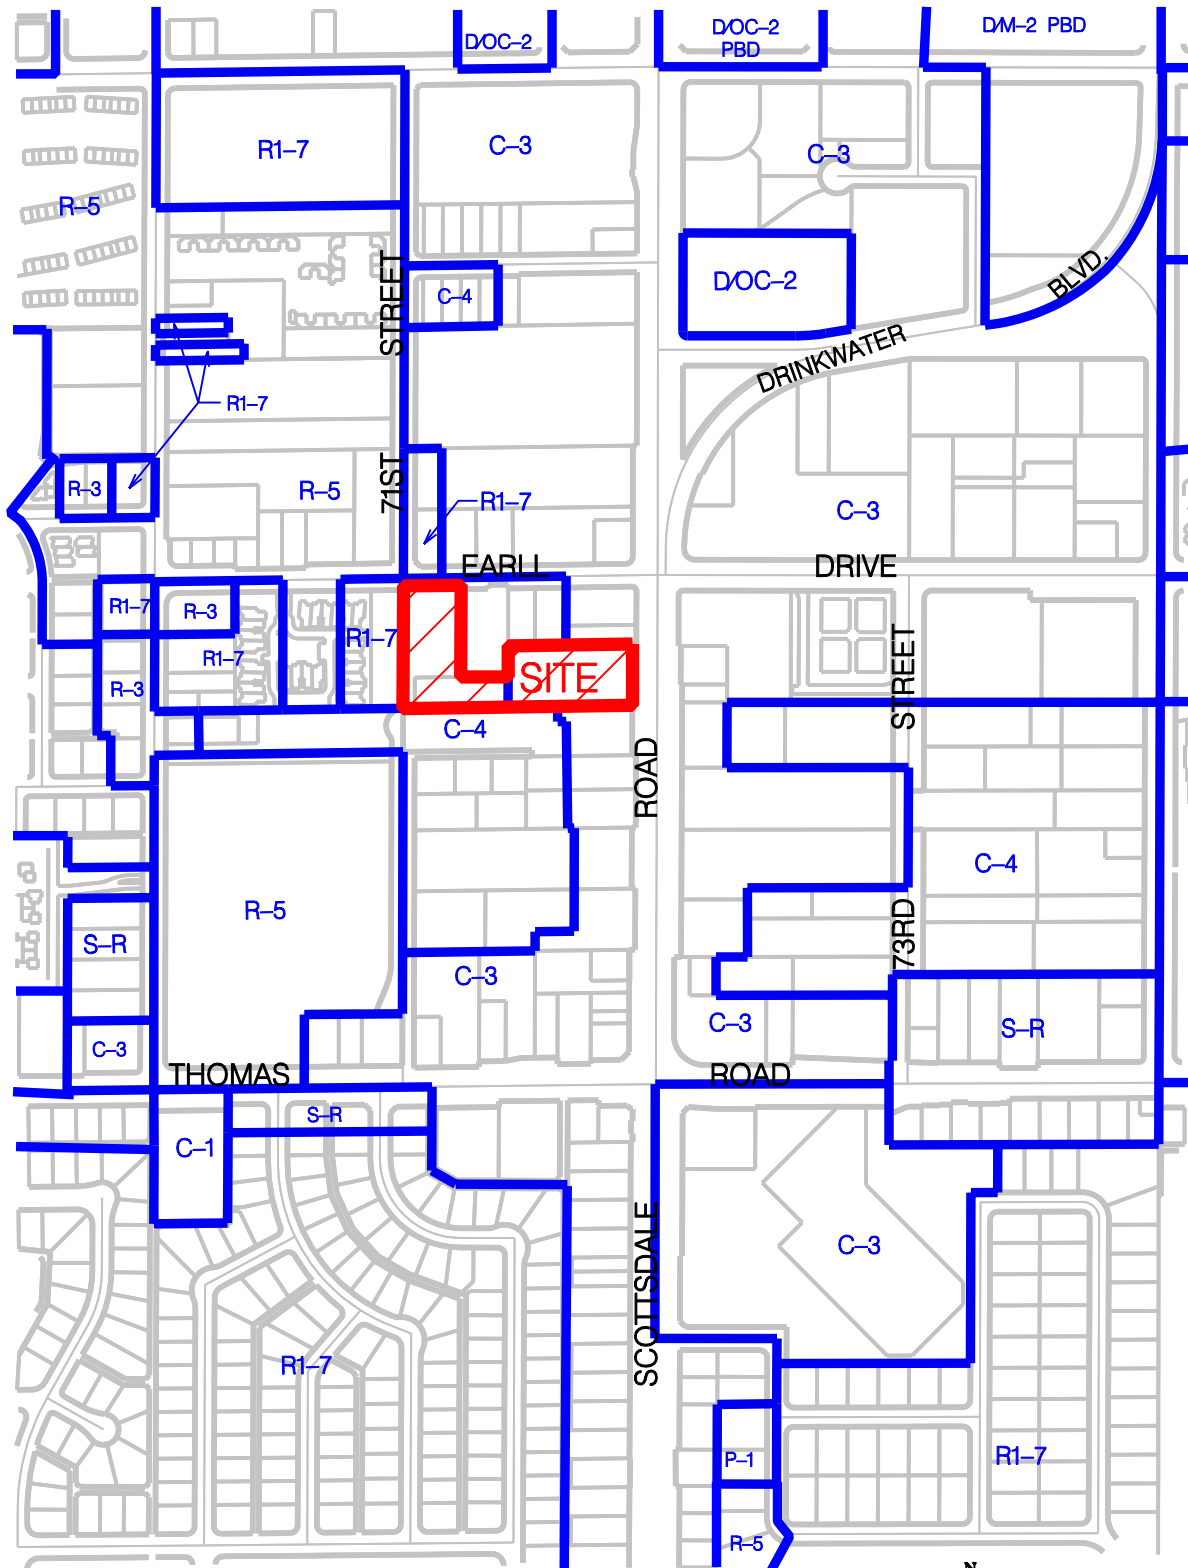 D/OC-2
D/OC-2
PBD
D/M-2 PBD
R1-7
C-3
C-3
R-5
STREET
C-4
D/OC-2
BLVD.
DRINKWATER
R1-7
R-3
R-5
71ST
R1-7
C-3
EARLL
DRIVE
R1-7
R-3
R1-7
R1-7
R-3
SITE
STREET
C-4
ROAD
C-4
R-5
S-R
73RD
C-3
C-3
S-R
C-3
THOMAS
ROAD
S-R
C-1
SCOTTSDALE
C-3
R1-7
P-1
R1-7
R-5
N